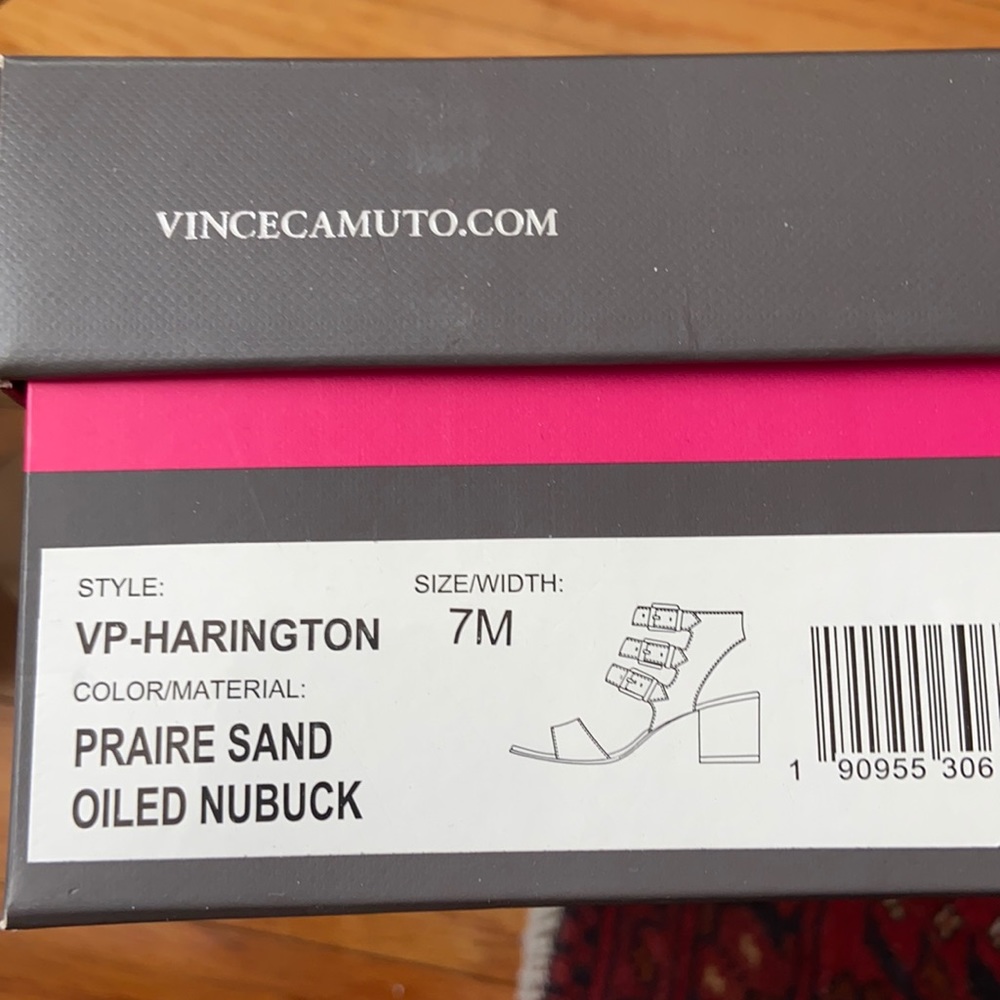 VINCECAMUTO.COM
STYLE:
VP-HARINGTON
SIZE/WIDTH:
7M
COLOR/MATERIAL:
PRAIRE SAND
OILED NUBUCK
1 90955 306